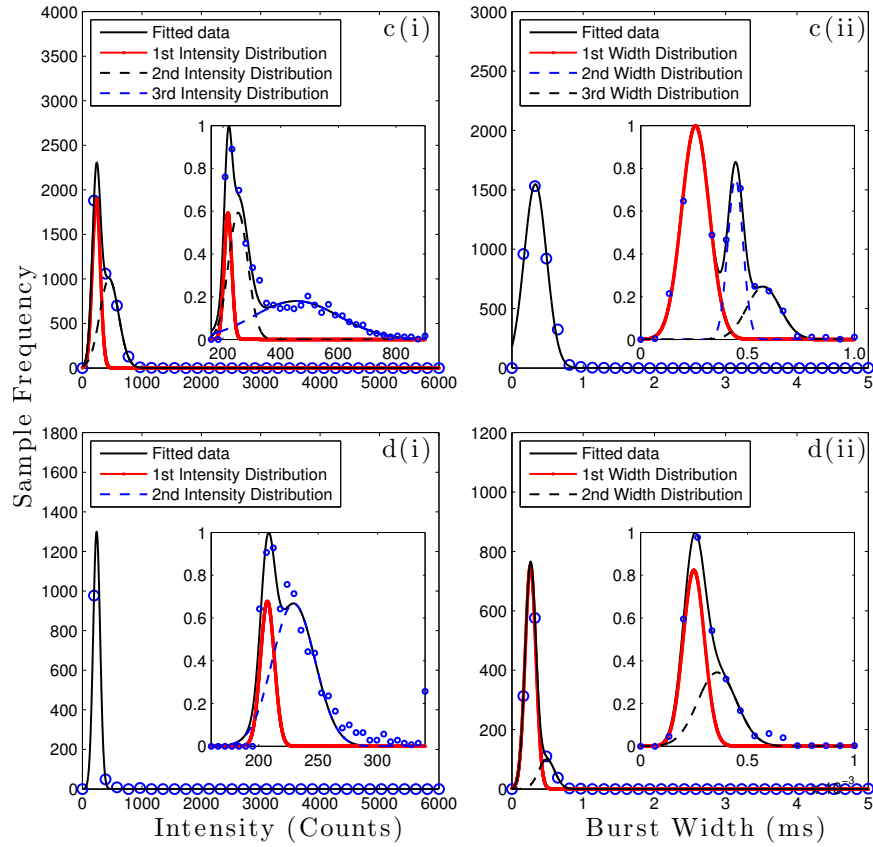 c(i)
Fitted data
1st Intensity Distribution
2nd Intensity Distribution
3rd Intensity Distribution
4000
3500
3000
2500
2000
1500
1000
500
0
0 1000 2000 3000 4000 5000 6000
1
0.8
0.6
0.4
0.2
0
200 400 600 800
c(ii)
Fitted data
1st Width Distribution
2nd Width Distribution
3rd Width Distribution
3000
2500
2000
1500
1000
500
0
0 1 2 3 4 5
1
0.8
0.6
0.4
0.2
0
0 0.5 1.0
Sample Frequency
d(i)
Fitted data
1st Intensity Distribution
2nd Intensity Distribution
1800
1600
1400
1200
1000
800
600
400
200
0
0 1000 2000 3000 4000 5000 6000
1
0.8
0.6
0.4
0.2
0
200 250 300
Intensity (Counts)
d(ii)
Fitted data
1st Width Distribution
2nd Width Distribution
1200
1000
800
600
400
200
0
0 1 2 3 4 5
1
0.8
0.6
0.4
0.2
0
0 0.5 1
Burst Width (ms)